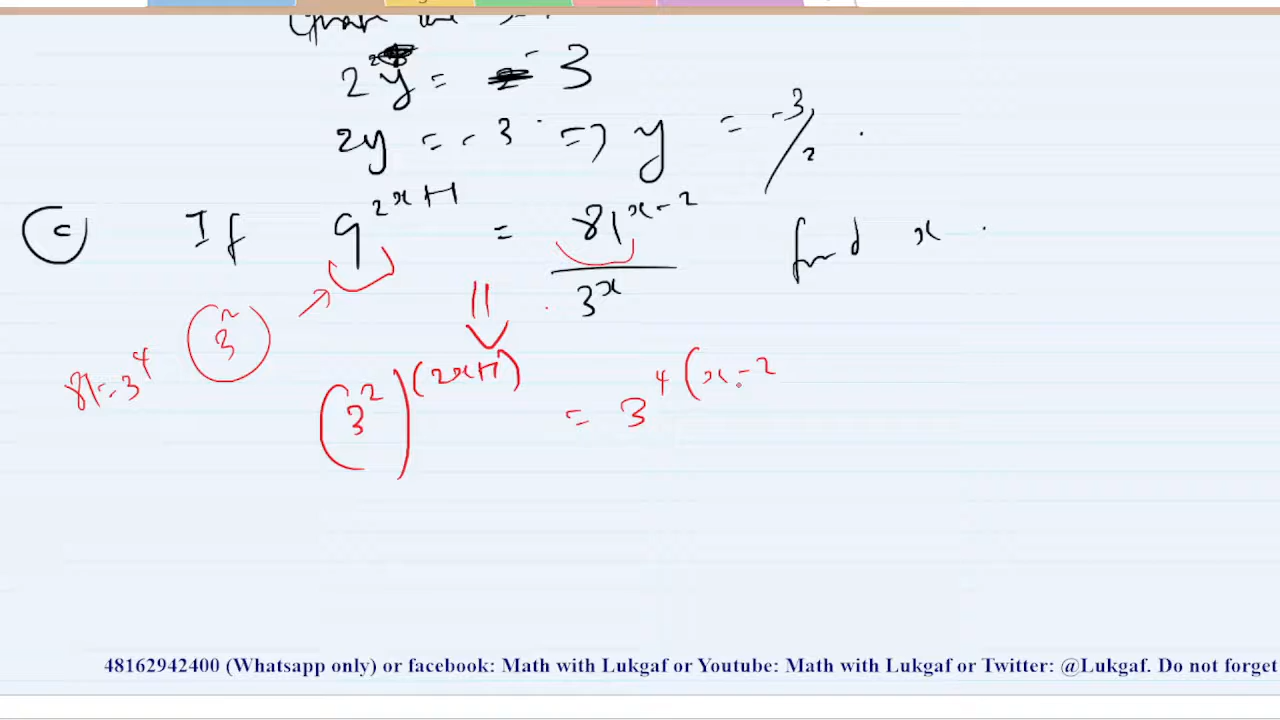 2^2y = 3
2y = -3 => y = -3/2 .
(c) If 9^2x+1 = 81^x-2 / 3^x find x .
3^2
81 = 3^4
(3^2)^(2x+1) = 3^4(x-2
48162942400 (Whatsapp only) or facebook: Math with Lukgaf or Youtube: Math with Lukgaf or Twitter: @Lukgaf. Do not forget